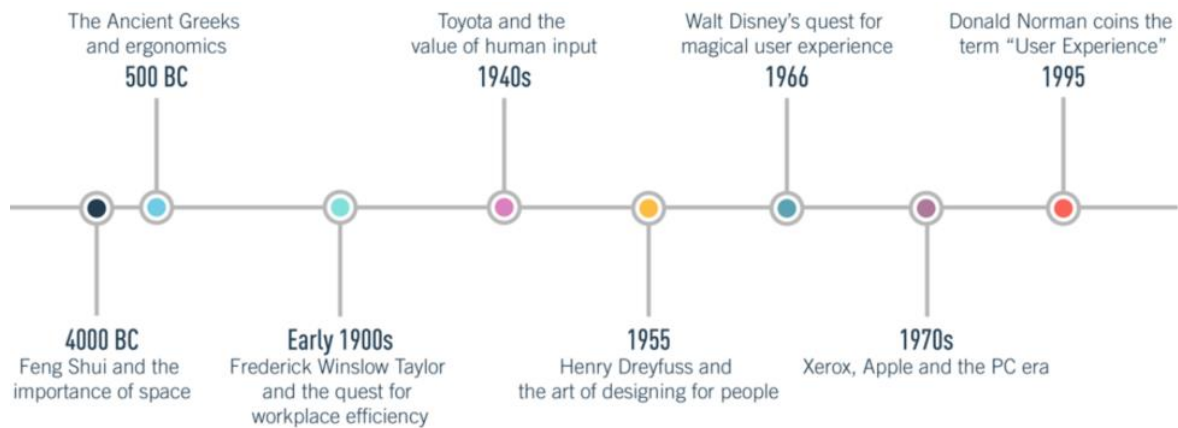 The Ancient Greeks
and ergonomics
500 BC
Toyota and the
value of human input
1940s
Walt Disney’s quest for
magical user experience
1966
Donald Norman coins the
term “User Experience”
1995
4000 BC
Feng Shui and the
importance of space
Early 1900s
Frederick Winslow Taylor
and the quest for
workplace efficiency
1955
Henry Dreyfuss and
the art of designing for people
1970s
Xerox, Apple and the PC era